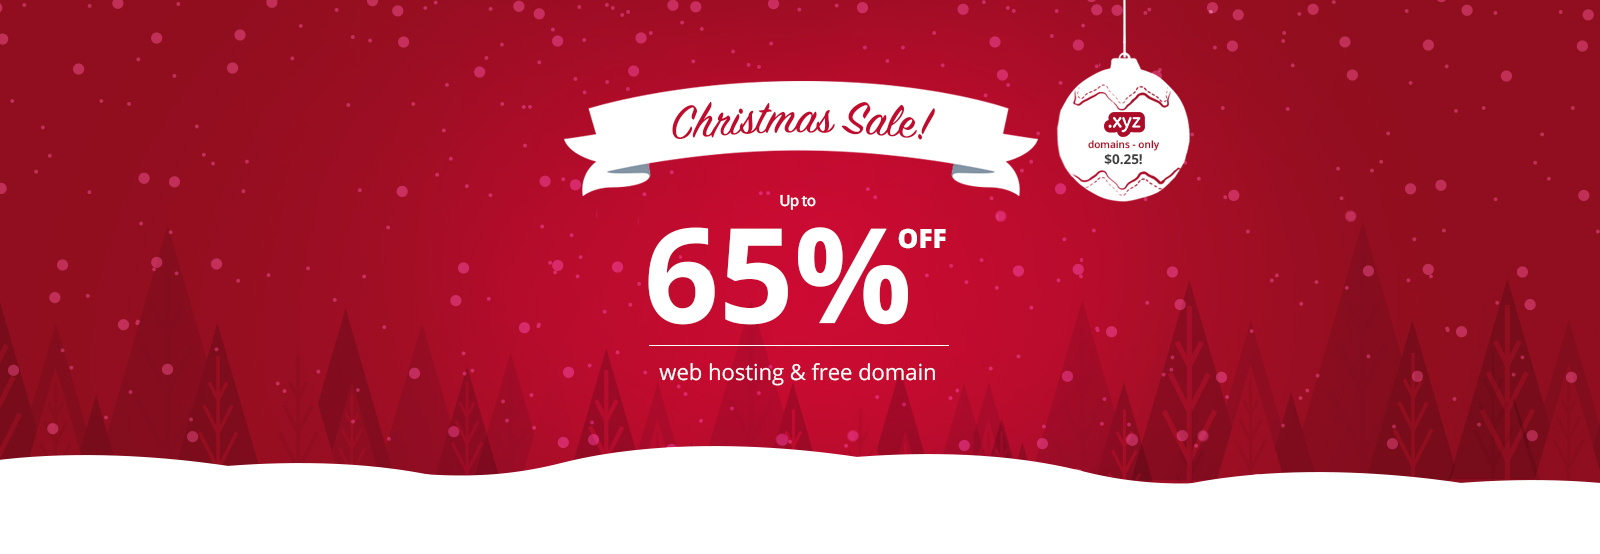 Christmas Sale!
.xyz
domains - only
$0.25!
Up to
65% OFF
web hosting & free domain